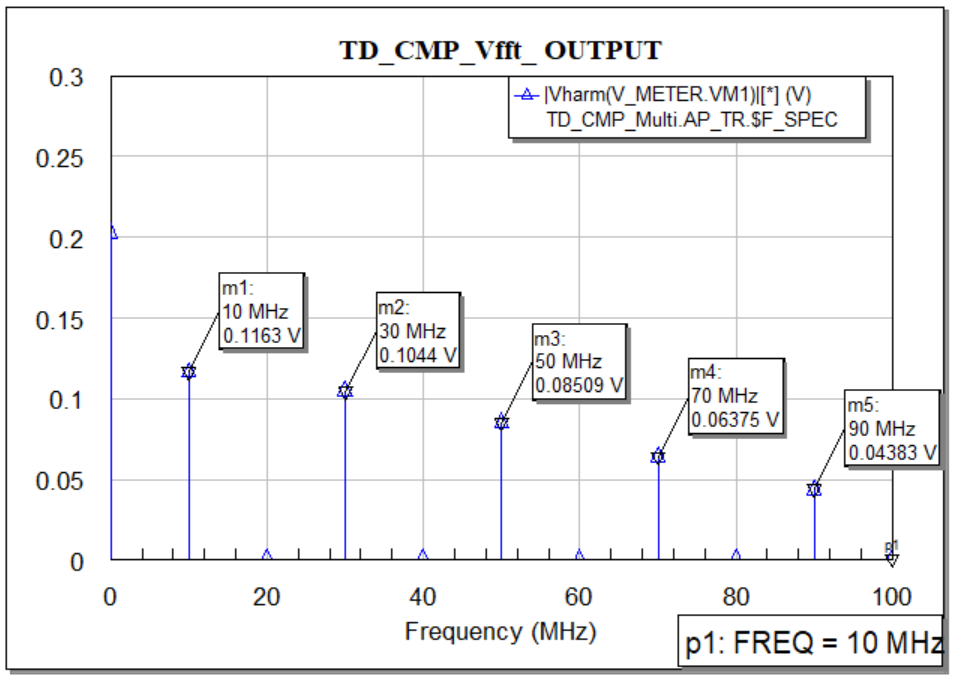 TD_CMP_Vfft_ OUTPUT
0.3
|Vharm(V_METER.VM1)|[*] (V)
TD_CMP_Multi.AP_TR.$F_SPEC
0.25
0.2
m1:
10 MHz
0.1163 V
m2:
30 MHz
0.1044 V
0.15
m3:
50 MHz
0.08509 V
m4:
70 MHz
0.06375 V
m5:
90 MHz
0.04383 V
0.1
0.05
p1
0
0 20 40 60 80 100
Frequency (MHz)
p1: FREQ = 10 MHz